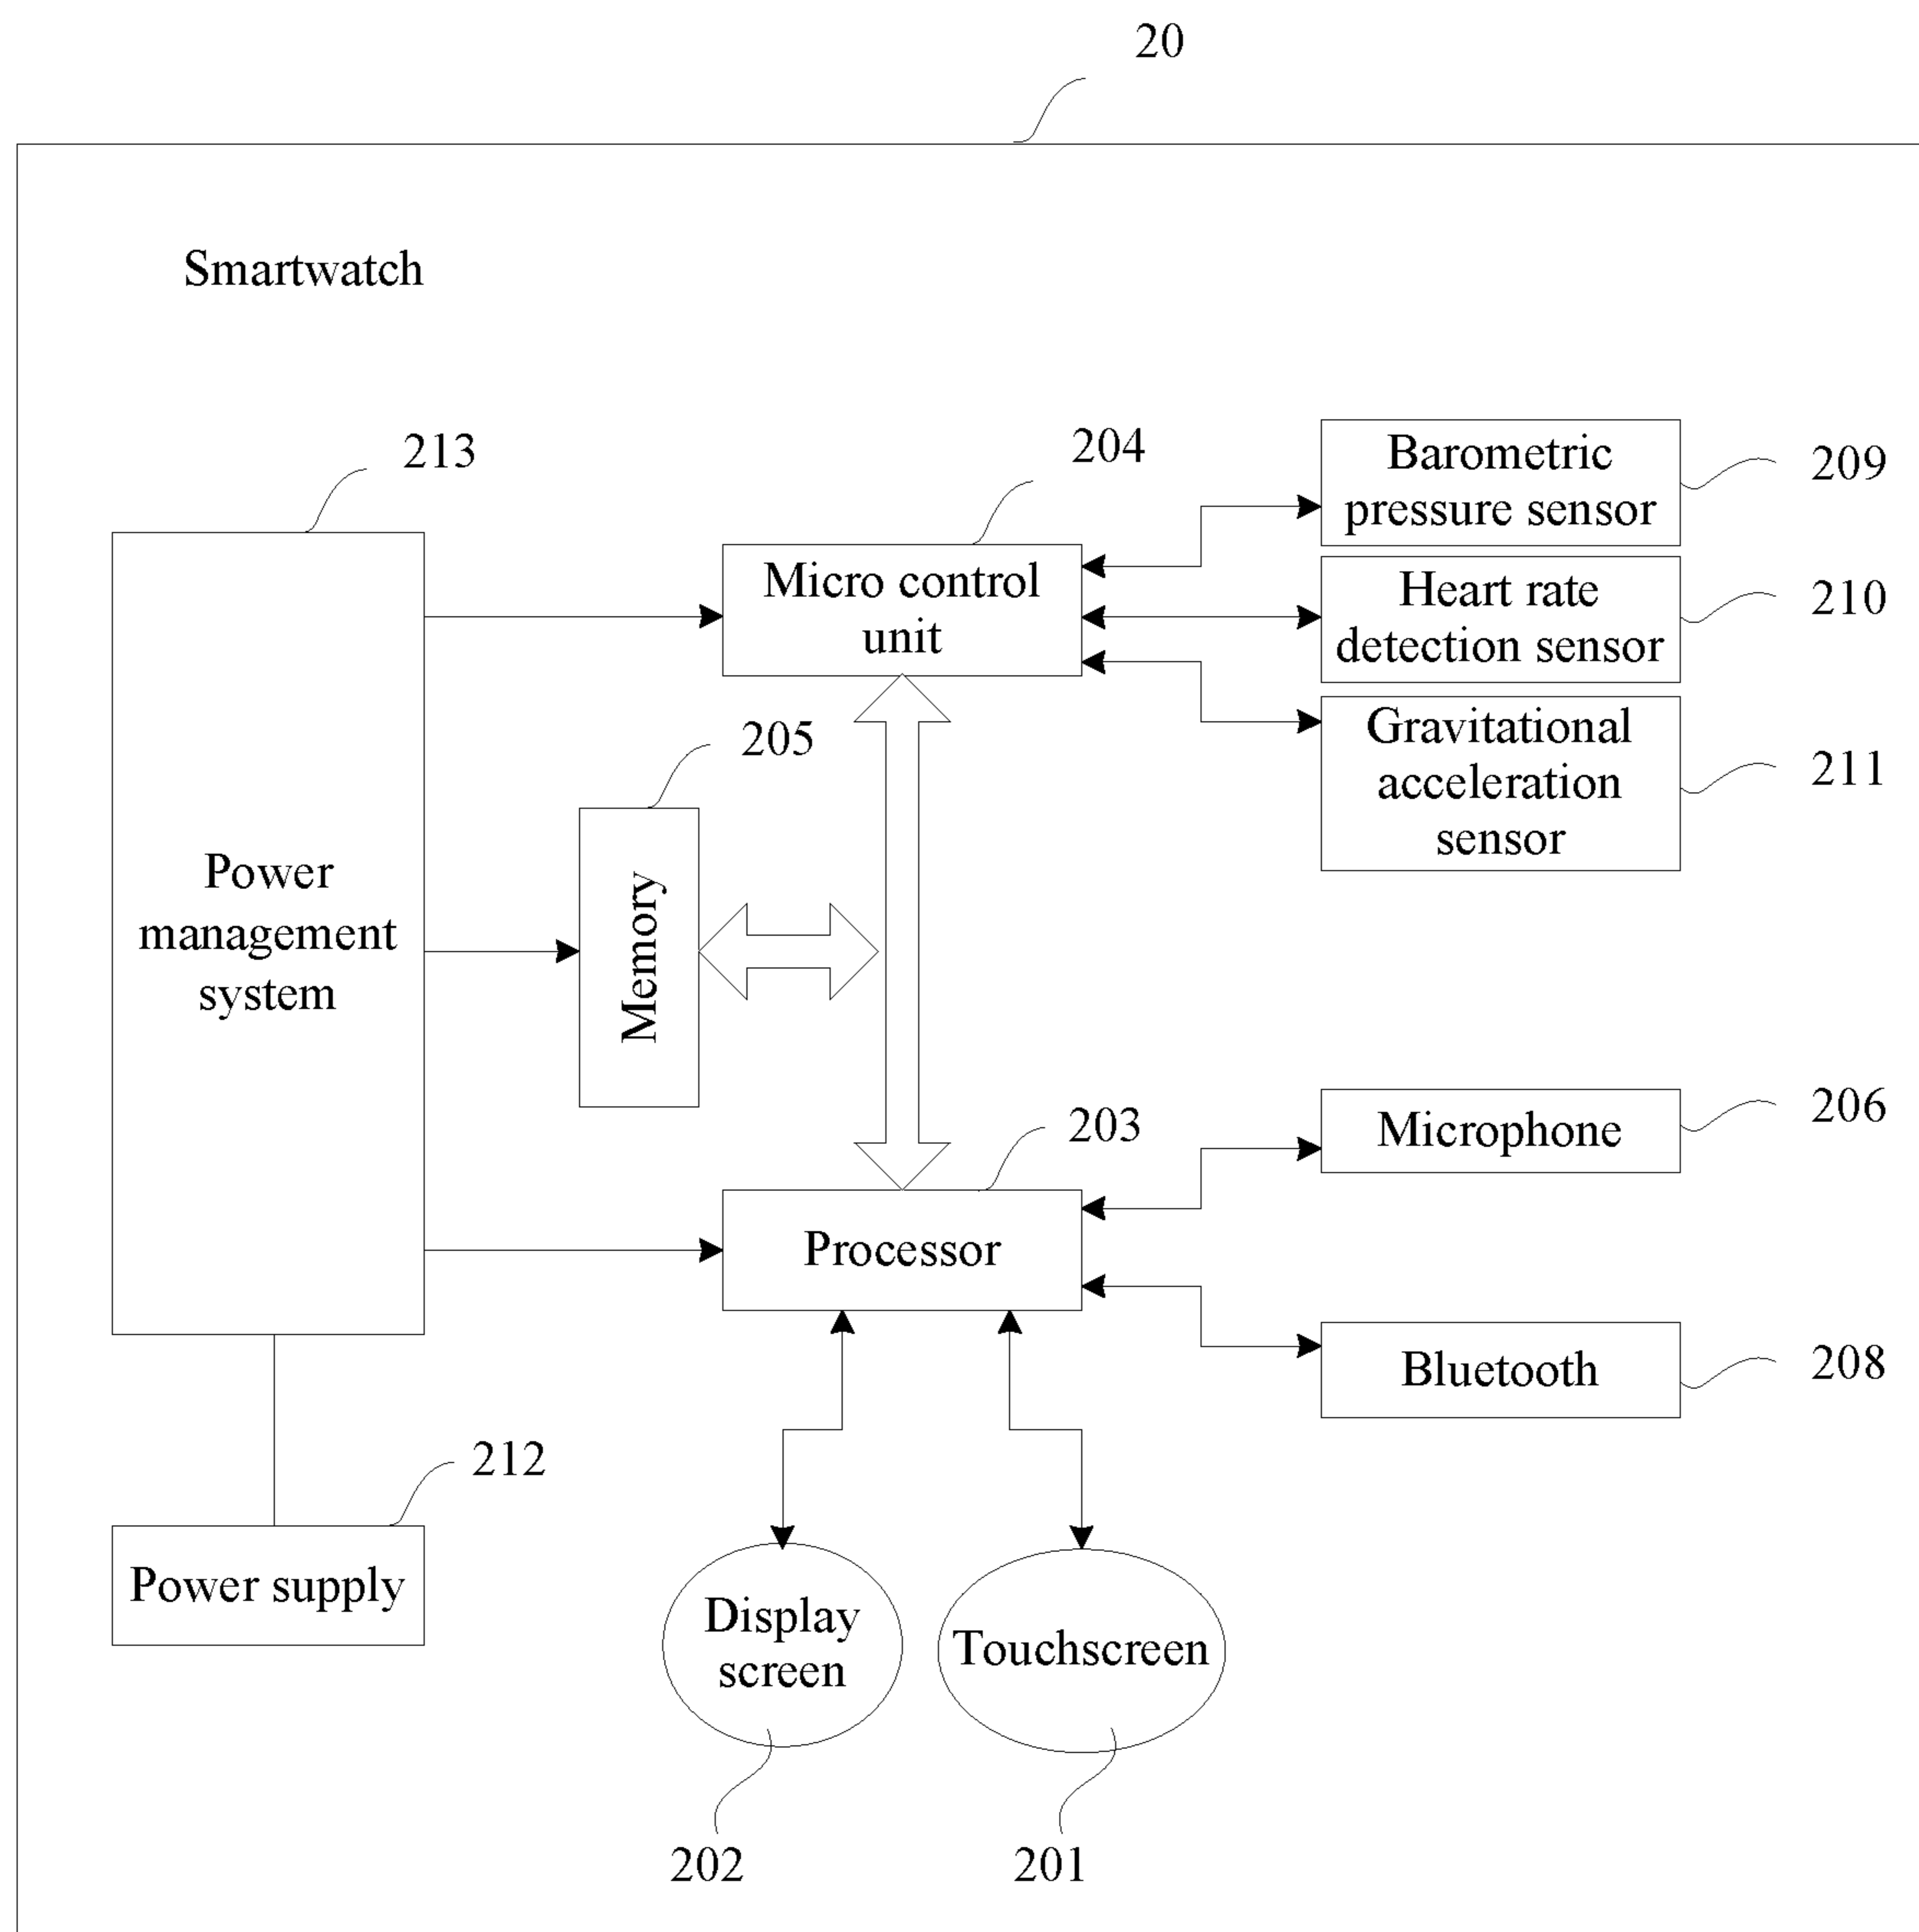 20
Smartwatch
213
204
Barometric
pressure sensor
209
Micro control
unit
Heart rate
detection sensor
210
205
Gravitational
acceleration
sensor
211
Power
management
system
Memory
203
Microphone
206
Processor
Bluetooth
208
212
Power supply
Display
screen
Touchscreen
202
201